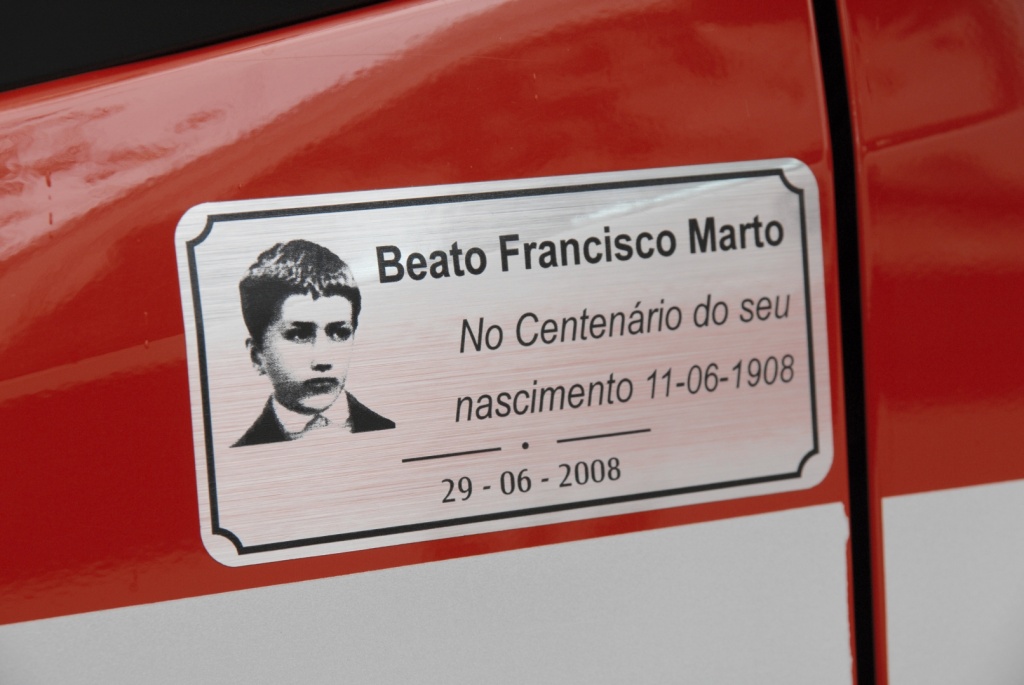 Beato Francisco Marto
No Centenário do seu
nascimento 11-06-1908
29 - 06 - 2008